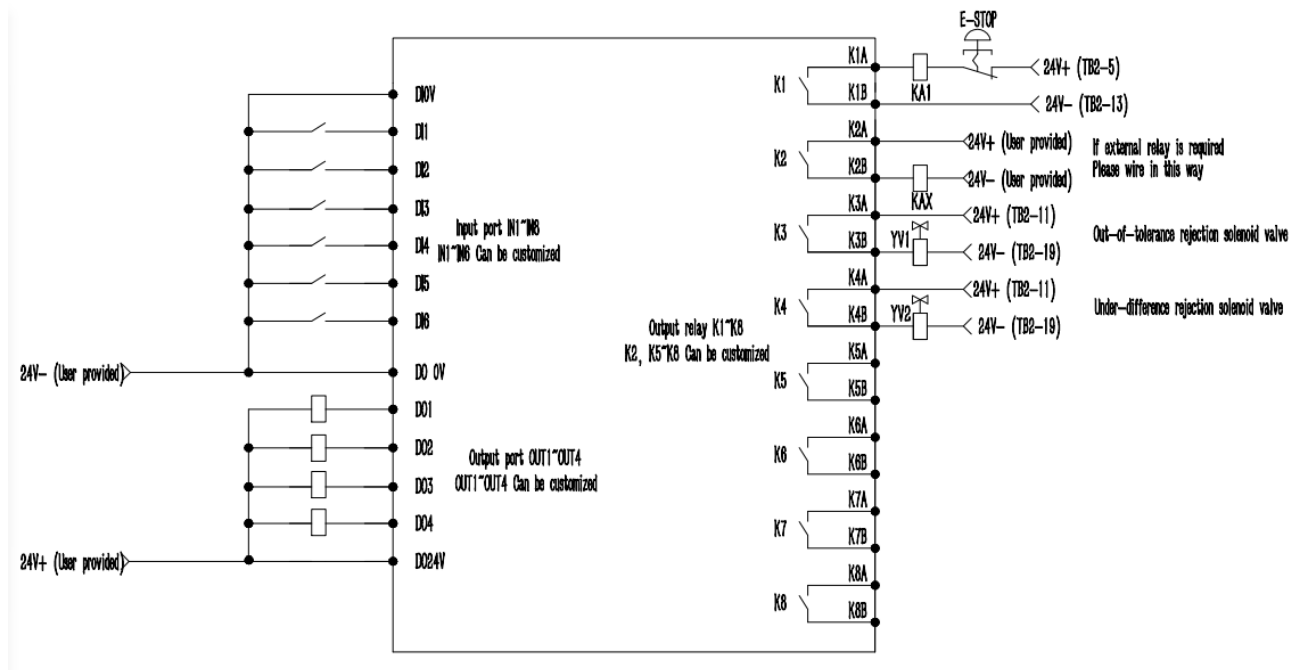 E-STOP
K1A
24V+ (TB2-5)
K1
KA1
K1B
24V- (TB2-13)
DI0V
DI1
DI2
DI3
DI4
DI5
DI6
Input port IN1~IN8
IN1~IN6 Can be customized
K2A
24V+ (User provided)
K2
K2B
24V- (User provided)
KAX
If external relay is required
Please wire in this way
K3A
24V+ (TB2-11)
K3
K3B
YV1
24V- (TB2-19)
Out-of-tolerance rejection solenoid valve
K4A
24V+ (TB2-11)
K4
K4B
YV2
24V- (TB2-19)
Under-difference rejection solenoid valve
Output relay K1~K8
K2, K5~K8 Can be customized
K5A
K5
K5B
24V- (User provided)
DO 0V
DO1
DO2
DO3
DO4
Output port OUT1~OUT4
OUT1~OUT4 Can be customized
24V+ (User provided)
DO24V
K6A
K6
K6B
K7A
K7
K7B
K8A
K8
K8B